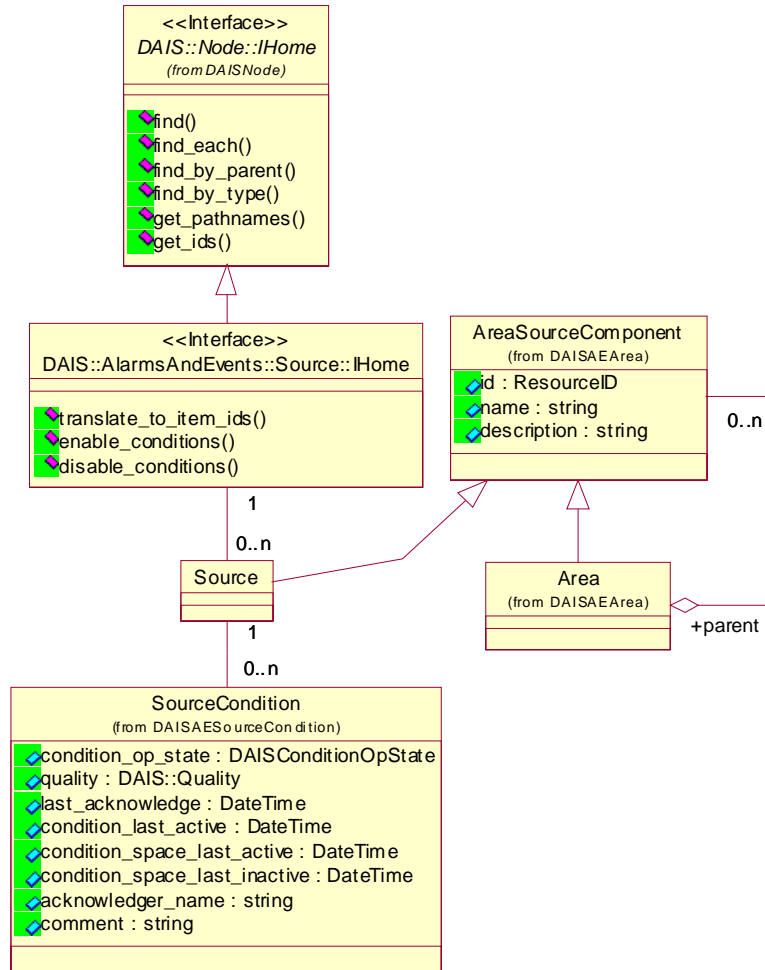 <<Interface>>
DAIS::Node::IHome
(from DAISNode)
find()
find_each()
find_by_parent()
find_by_type()
get_pathnames()
get_ids()
<<Interface>>
DAIS::AlarmsAndEvents::Source::IHome
translate_to_item_ids()
enable_conditions()
disable_conditions()
AreaSourceComponent
(from DAISAEArea)
id : ResourceID
name : string
description : string
0..n
1
0..n
Source
Area
(from DAISAEArea)
+parent
1
0..n
SourceCondition
(from DAISAESourceCondition)
condition_op_state : DAISConditionOpState
quality : DAIS::Quality
last_acknowledge : DateTime
condition_last_active : DateTime
condition_space_last_active : DateTime
condition_space_last_inactive : DateTime
acknowledger_name : string
comment : string